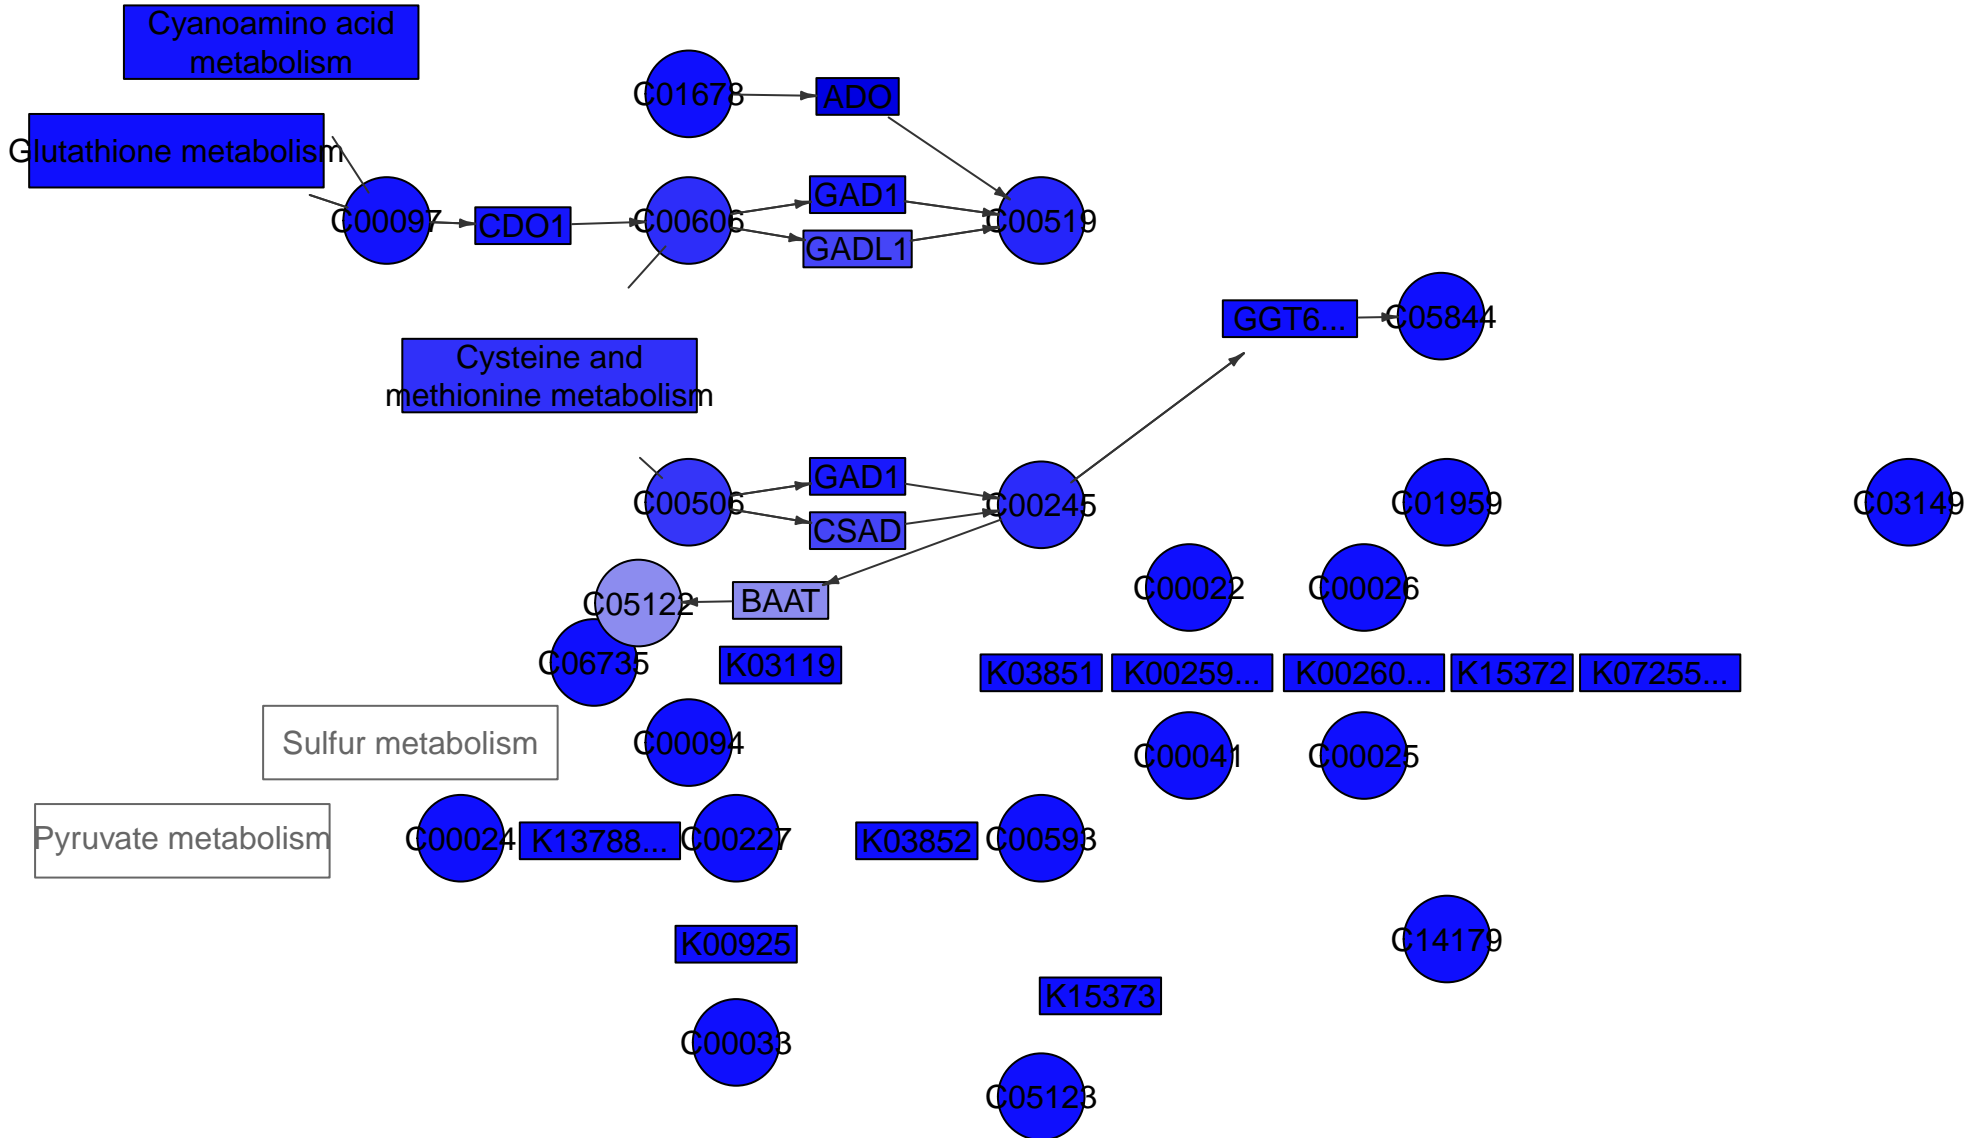 Cyanoamino acid
metabolism
C01678
ADO
Glutathione metabolism
C00097
CDO1
C00606
GAD1
GADL1
C00519
GGT6...
C05844
Cysteine and
methionine metabolism
C00506
GAD1
CSAD
C00245
C01959
C03149
C05122
BAAT
C00022
C00026
C06735
K03119
K03851
K00259...
K00260...
K15372
K07255...
Sulfur metabolism
C00094
C00041
C00025
Pyruvate metabolism
C00024
K13788...
C00227
K03852
C00593
K00925
C14179
K15373
C00033
C05123